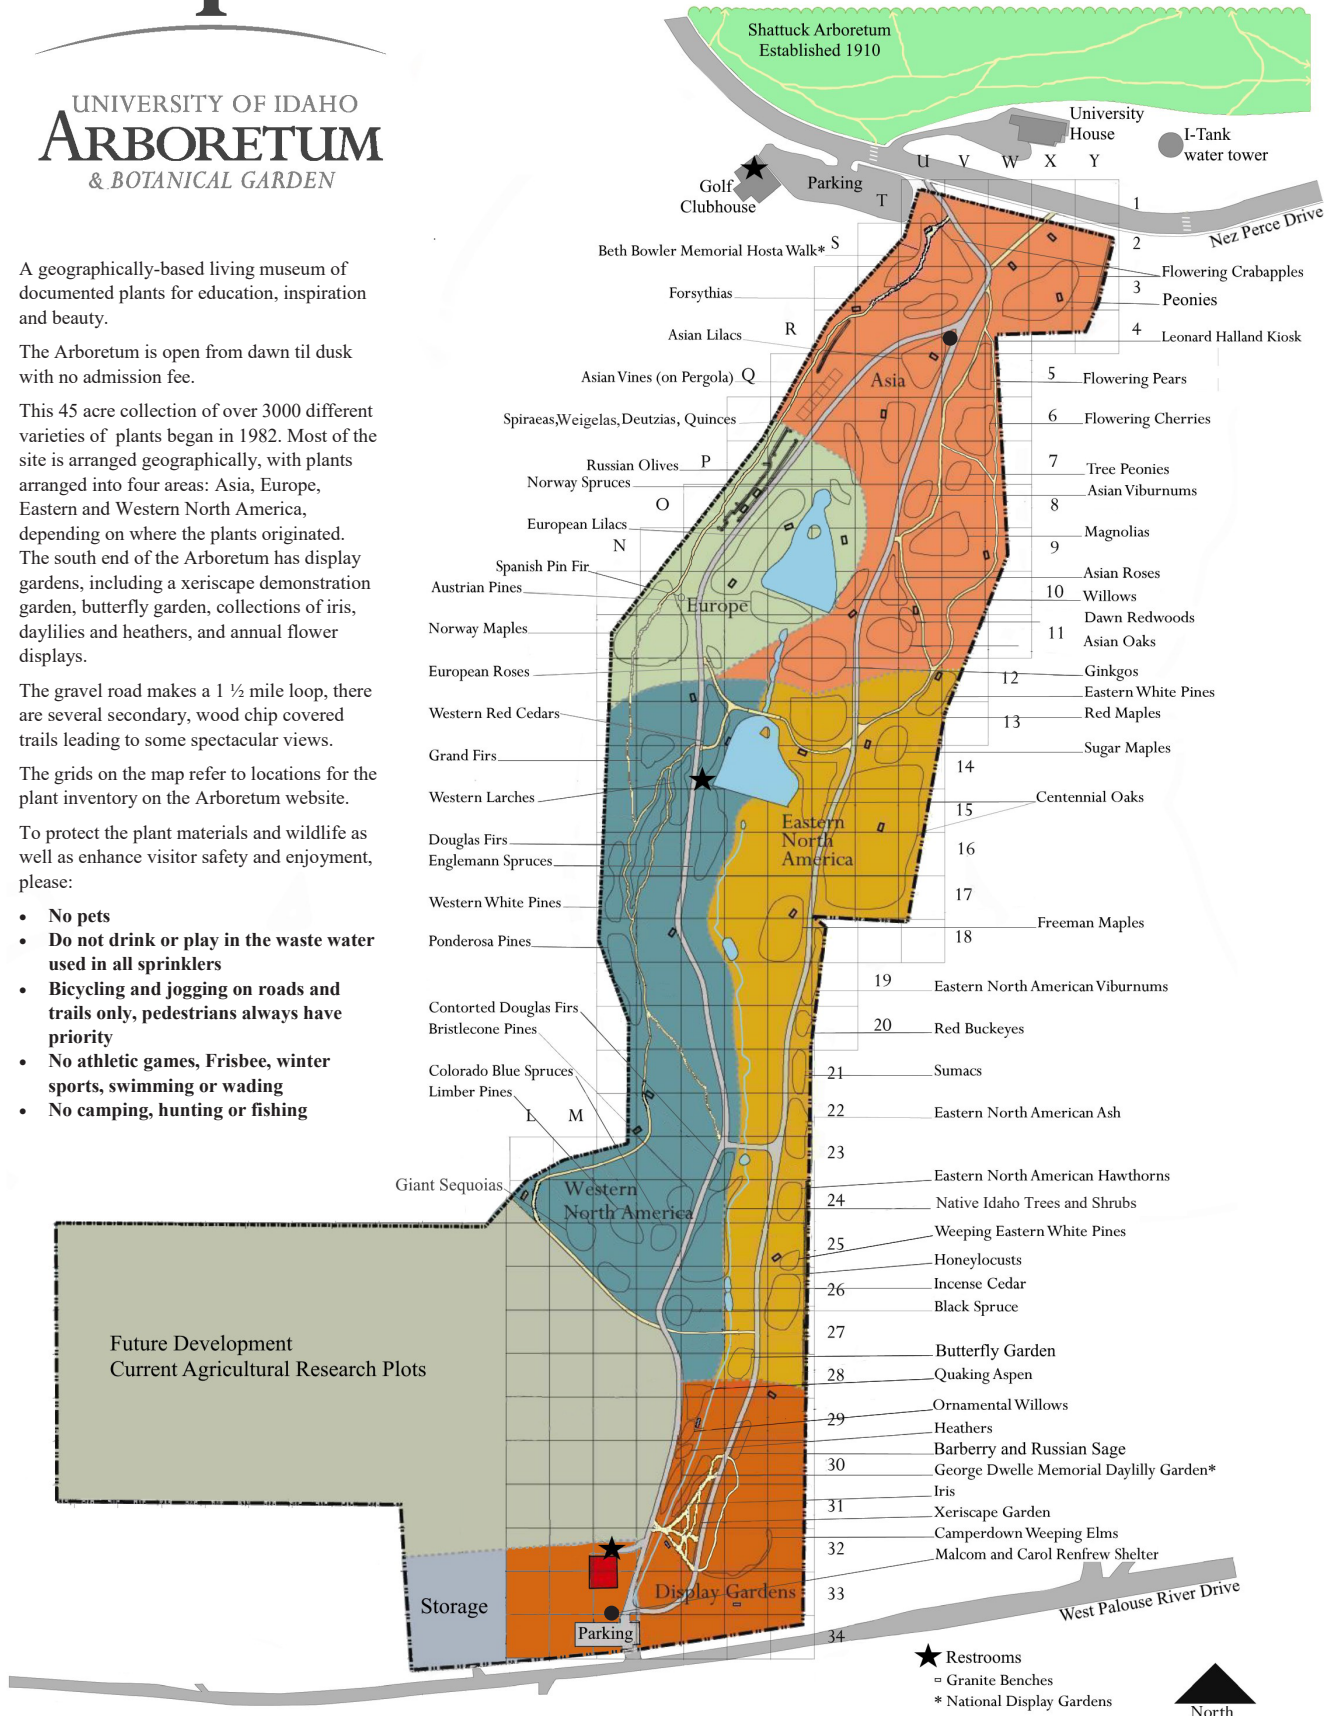 UNIVERSITY OF IDAHO
ARBORETUM
& BOTANICAL GARDEN
A geographically-based living museum of
documented plants for education, inspiration
and beauty.
The Arboretum is open from dawn til dusk
with no admission fee.
This 45 acre collection of over 3000 different
varieties of plants began in 1982. Most of the
site is arranged geographically, with plants
arranged into four areas: Asia, Europe,
Eastern and Western North America,
depending on where the plants originated.
The south end of the Arboretum has display
gardens, including a xeriscape demonstration
garden, butterfly garden, collections of iris,
daylilies and heathers, and annual flower
displays.
The gravel road makes a 1 ½ mile loop, there
are several secondary, wood chip covered
trails leading to some spectacular views.
The grids on the map refer to locations for the
plant inventory on the Arboretum website.
To protect the plant materials and wildlife as
well as enhance visitor safety and enjoyment,
please:
• No pets
• Do not drink or play in the waste water
used in all sprinklers
• Bicycling and jogging on roads and
trails only, pedestrians always have
priority
• No athletic games, Frisbee, winter
sports, swimming or wading
• No camping, hunting or fishing
Shattuck Arboretum
Established 1910
University
House
I-Tank
water tower
Golf
Clubhouse
Parking
Nez Perce Drive
U V W X Y
T
S
R
Q
P
O
N
L M
Beth Bowler Memorial Hosta Walk*
Forsythias
Asian Lilacs
Asian Vines (on Pergola)
Spiraeas, Weigelas, Deutzias, Quinces
Russian Olives
Norway Spruces
European Lilacs
Spanish Pin Fir
Austrian Pines
Norway Maples
European Roses
Western Red Cedars
Grand Firs
Western Larches
Douglas Firs
Englemann Spruces
Western White Pines
Ponderosa Pines
Contorted Douglas Firs
Bristlecone Pines
Colorado Blue Spruces
Limber Pines
Giant Sequoias
Asia
Europe
Eastern
North
America
Western
North America
Display Gardens
1
2
3
4
5
6
7
8
9
10
11
12
13
14
15
16
17
18
19
20
21
22
23
24
25
26
27
28
29
30
31
32
33
34
Flowering Crabapples
Peonies
Leonard Halland Kiosk
Flowering Pears
Flowering Cherries
Tree Peonies
Asian Viburnums
Magnolias
Asian Roses
Willows
Dawn Redwoods
Asian Oaks
Ginkgos
Eastern White Pines
Red Maples
Sugar Maples
Centennial Oaks
Freeman Maples
Eastern North American Viburnums
Red Buckeyes
Sumacs
Eastern North American Ash
Eastern North American Hawthorns
Native Idaho Trees and Shrubs
Weeping Eastern White Pines
Honeylocusts
Incense Cedar
Black Spruce
Butterfly Garden
Quaking Aspen
Ornamental Willows
Heathers
Barberry and Russian Sage
George Dwelle Memorial Daylilly Garden*
Iris
Xeriscape Garden
Camperdown Weeping Elms
Malcom and Carol Renfrew Shelter
Future Development
Current Agricultural Research Plots
Storage
Parking
West Palouse River Drive
Restrooms
Granite Benches
* National Display Gardens
North